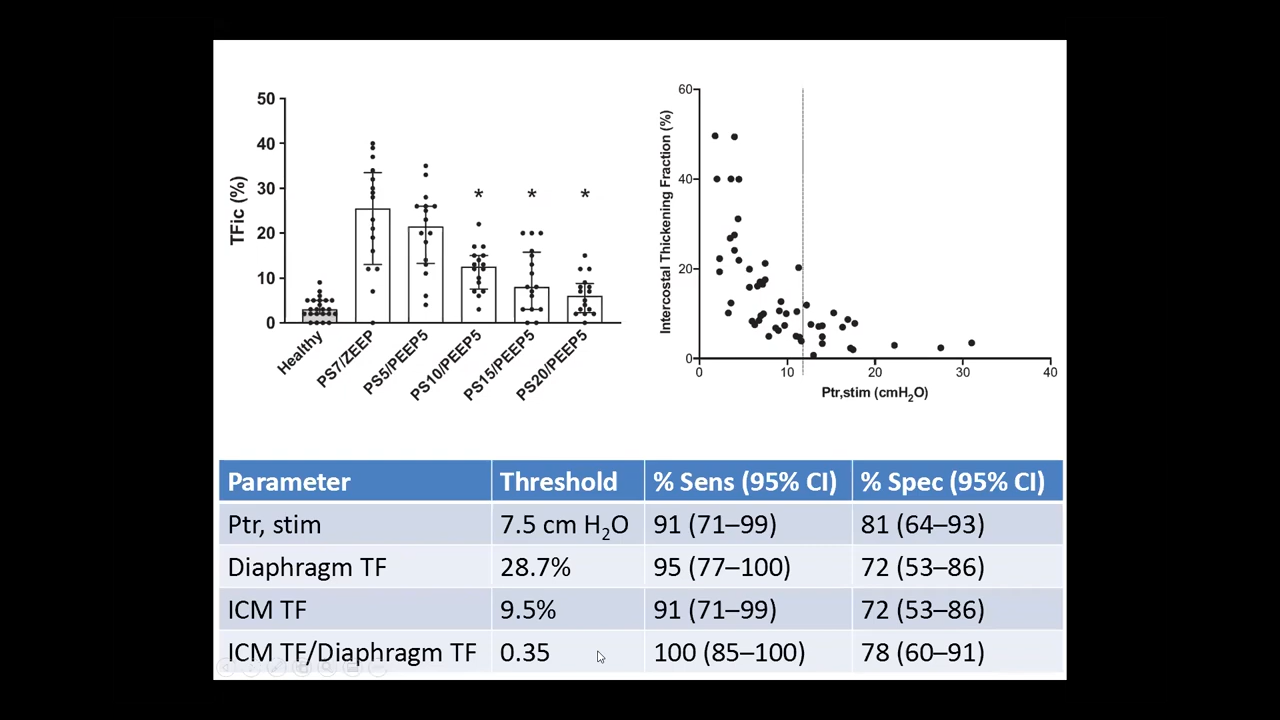 50
40
30
20
10
0
TFic (%)
* * *
Healthy
PS7/ZEEP
PS5/PEEP5
PS10/PEEP5
PS15/PEEP5
PS20/PEEP5
60
40
20
0
Intercostal Thickening Fraction (%)
0 10 20 30 40
Ptr,stim (cmH₂O)
Parameter Threshold % Sens (95% CI) % Spec (95% CI)
Ptr, stim 7.5 cm H₂O 91 (71–99) 81 (64–93)
Diaphragm TF 28.7% 95 (77–100) 72 (53–86)
ICM TF 9.5% 91 (71–99) 72 (53–86)
ICM TF/Diaphragm TF 0.35 100 (85–100) 78 (60–91)